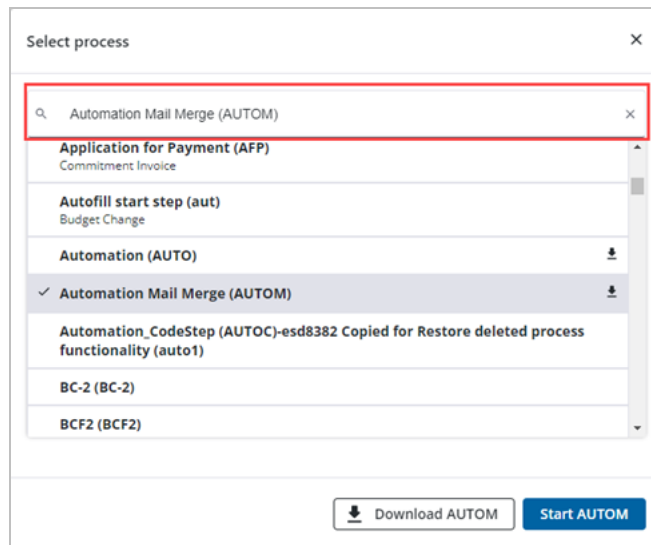 Select process
Automation Mail Merge (AUTOM)
Application for Payment (AFP)
Commitment Invoice
Autofill start step (aut)
Budget Change
Automation (AUTO)
Automation Mail Merge (AUTOM)
Automation_CodeStep (AUTOC)-esd8382 Copied for Restore deleted process
functionality (auto1)
BC-2 (BC-2)
BCF2 (BCF2)
Download AUTOM
Start AUTOM